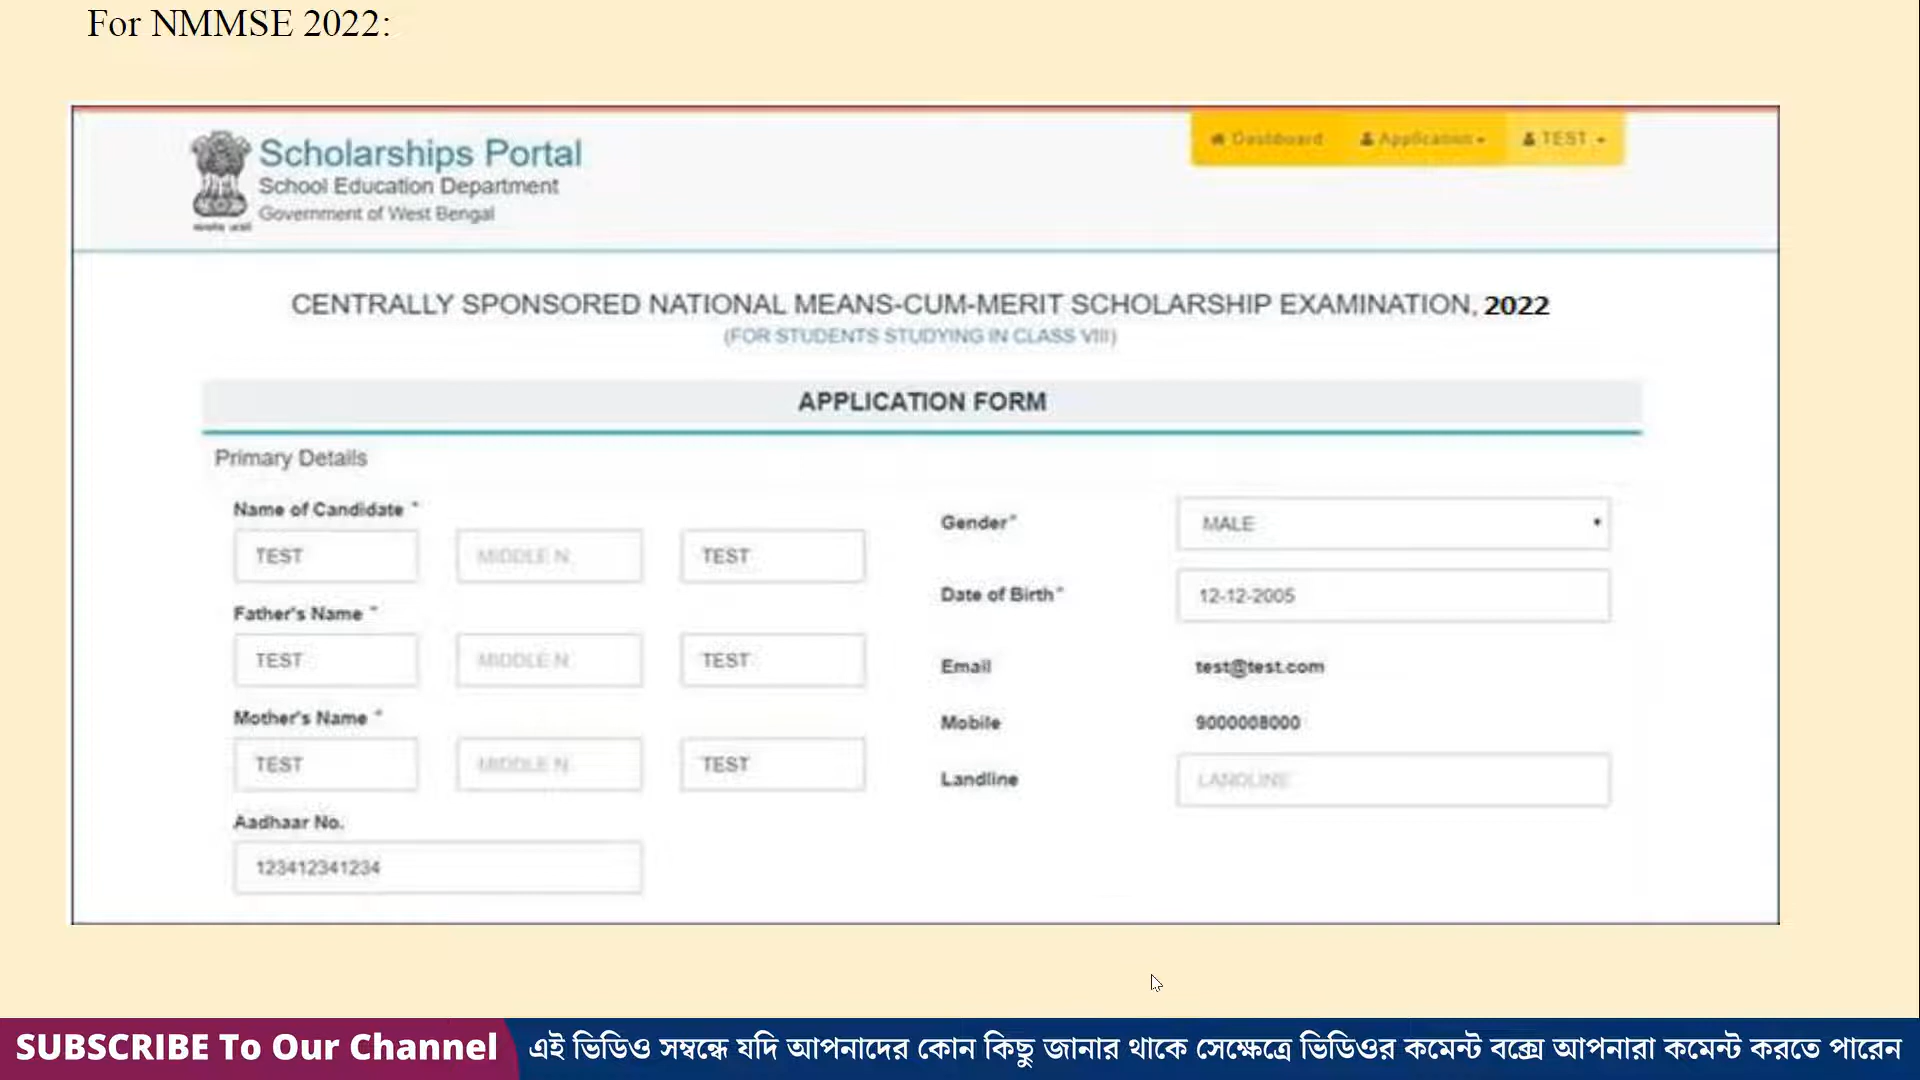 For NMMSE 2022:
Scholarships Portal
School Education Department
Government of West Bengal
Dashboard Application TEST
CENTRALLY SPONSORED NATIONAL MEANS-CUM-MERIT SCHOLARSHIP EXAMINATION, 2022
(FOR STUDENTS STUDYING IN CLASS VIII)
APPLICATION FORM
Primary Details
Name of Candidate *
TEST MIDDLE N TEST
Father's Name *
TEST MIDDLE N TEST
Mother's Name *
TEST MIDDLE N TEST
Aadhaar No.
123412341234
Gender* MALE
Date of Birth* 12-12-2005
Email test@test.com
Mobile 9000008000
Landline LANDLINE
SUBSCRIBE To Our Channel
এই ভিডিও সম্বন্ধে যদি আপনাদের কোন কিছু জানার থাকে সেক্ষেত্রে ভিডিওর কমেন্ট বক্সে আপনারা কমেন্ট করতে পারেন